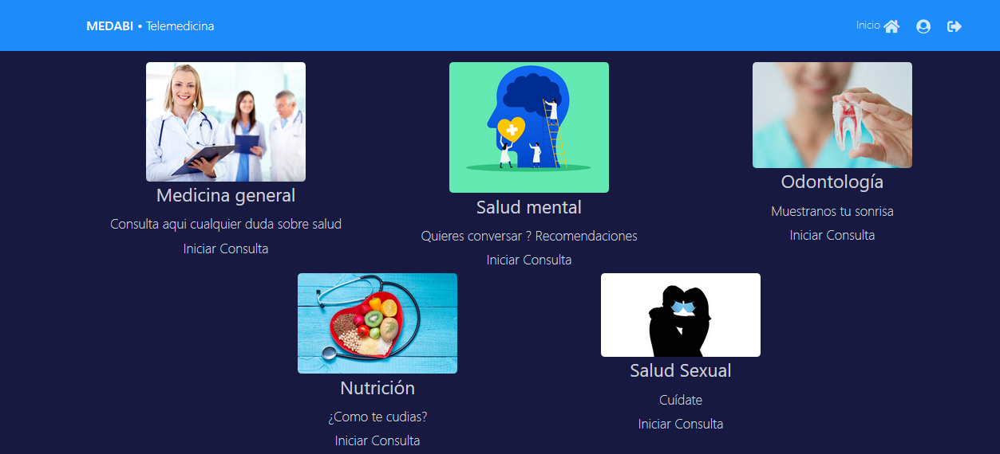 MEDABI • Telemedicina
Inicio
Medicina general
Consulta aqui cualquier duda sobre salud
Iniciar Consulta
Salud mental
Quieres conversar ? Recomendaciones
Iniciar Consulta
Odontología
Muestranos tu sonrisa
Iniciar Consulta
Nutrición
¿Como te cudias?
Iniciar Consulta
Salud Sexual
Cuídate
Iniciar Consulta